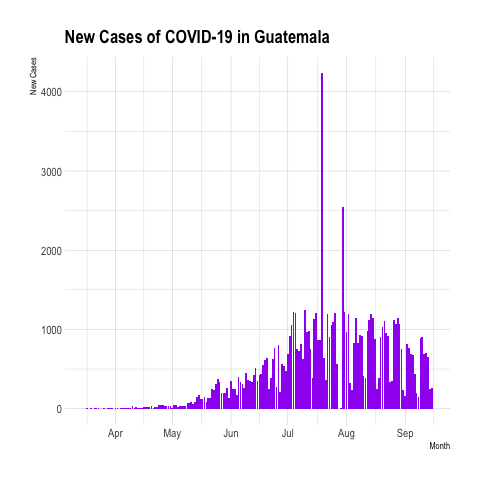 New Cases of COVID-19 in Guatemala
New Cases
4000
3000
2000
1000
0
Apr May Jun Jul Aug Sep
Month